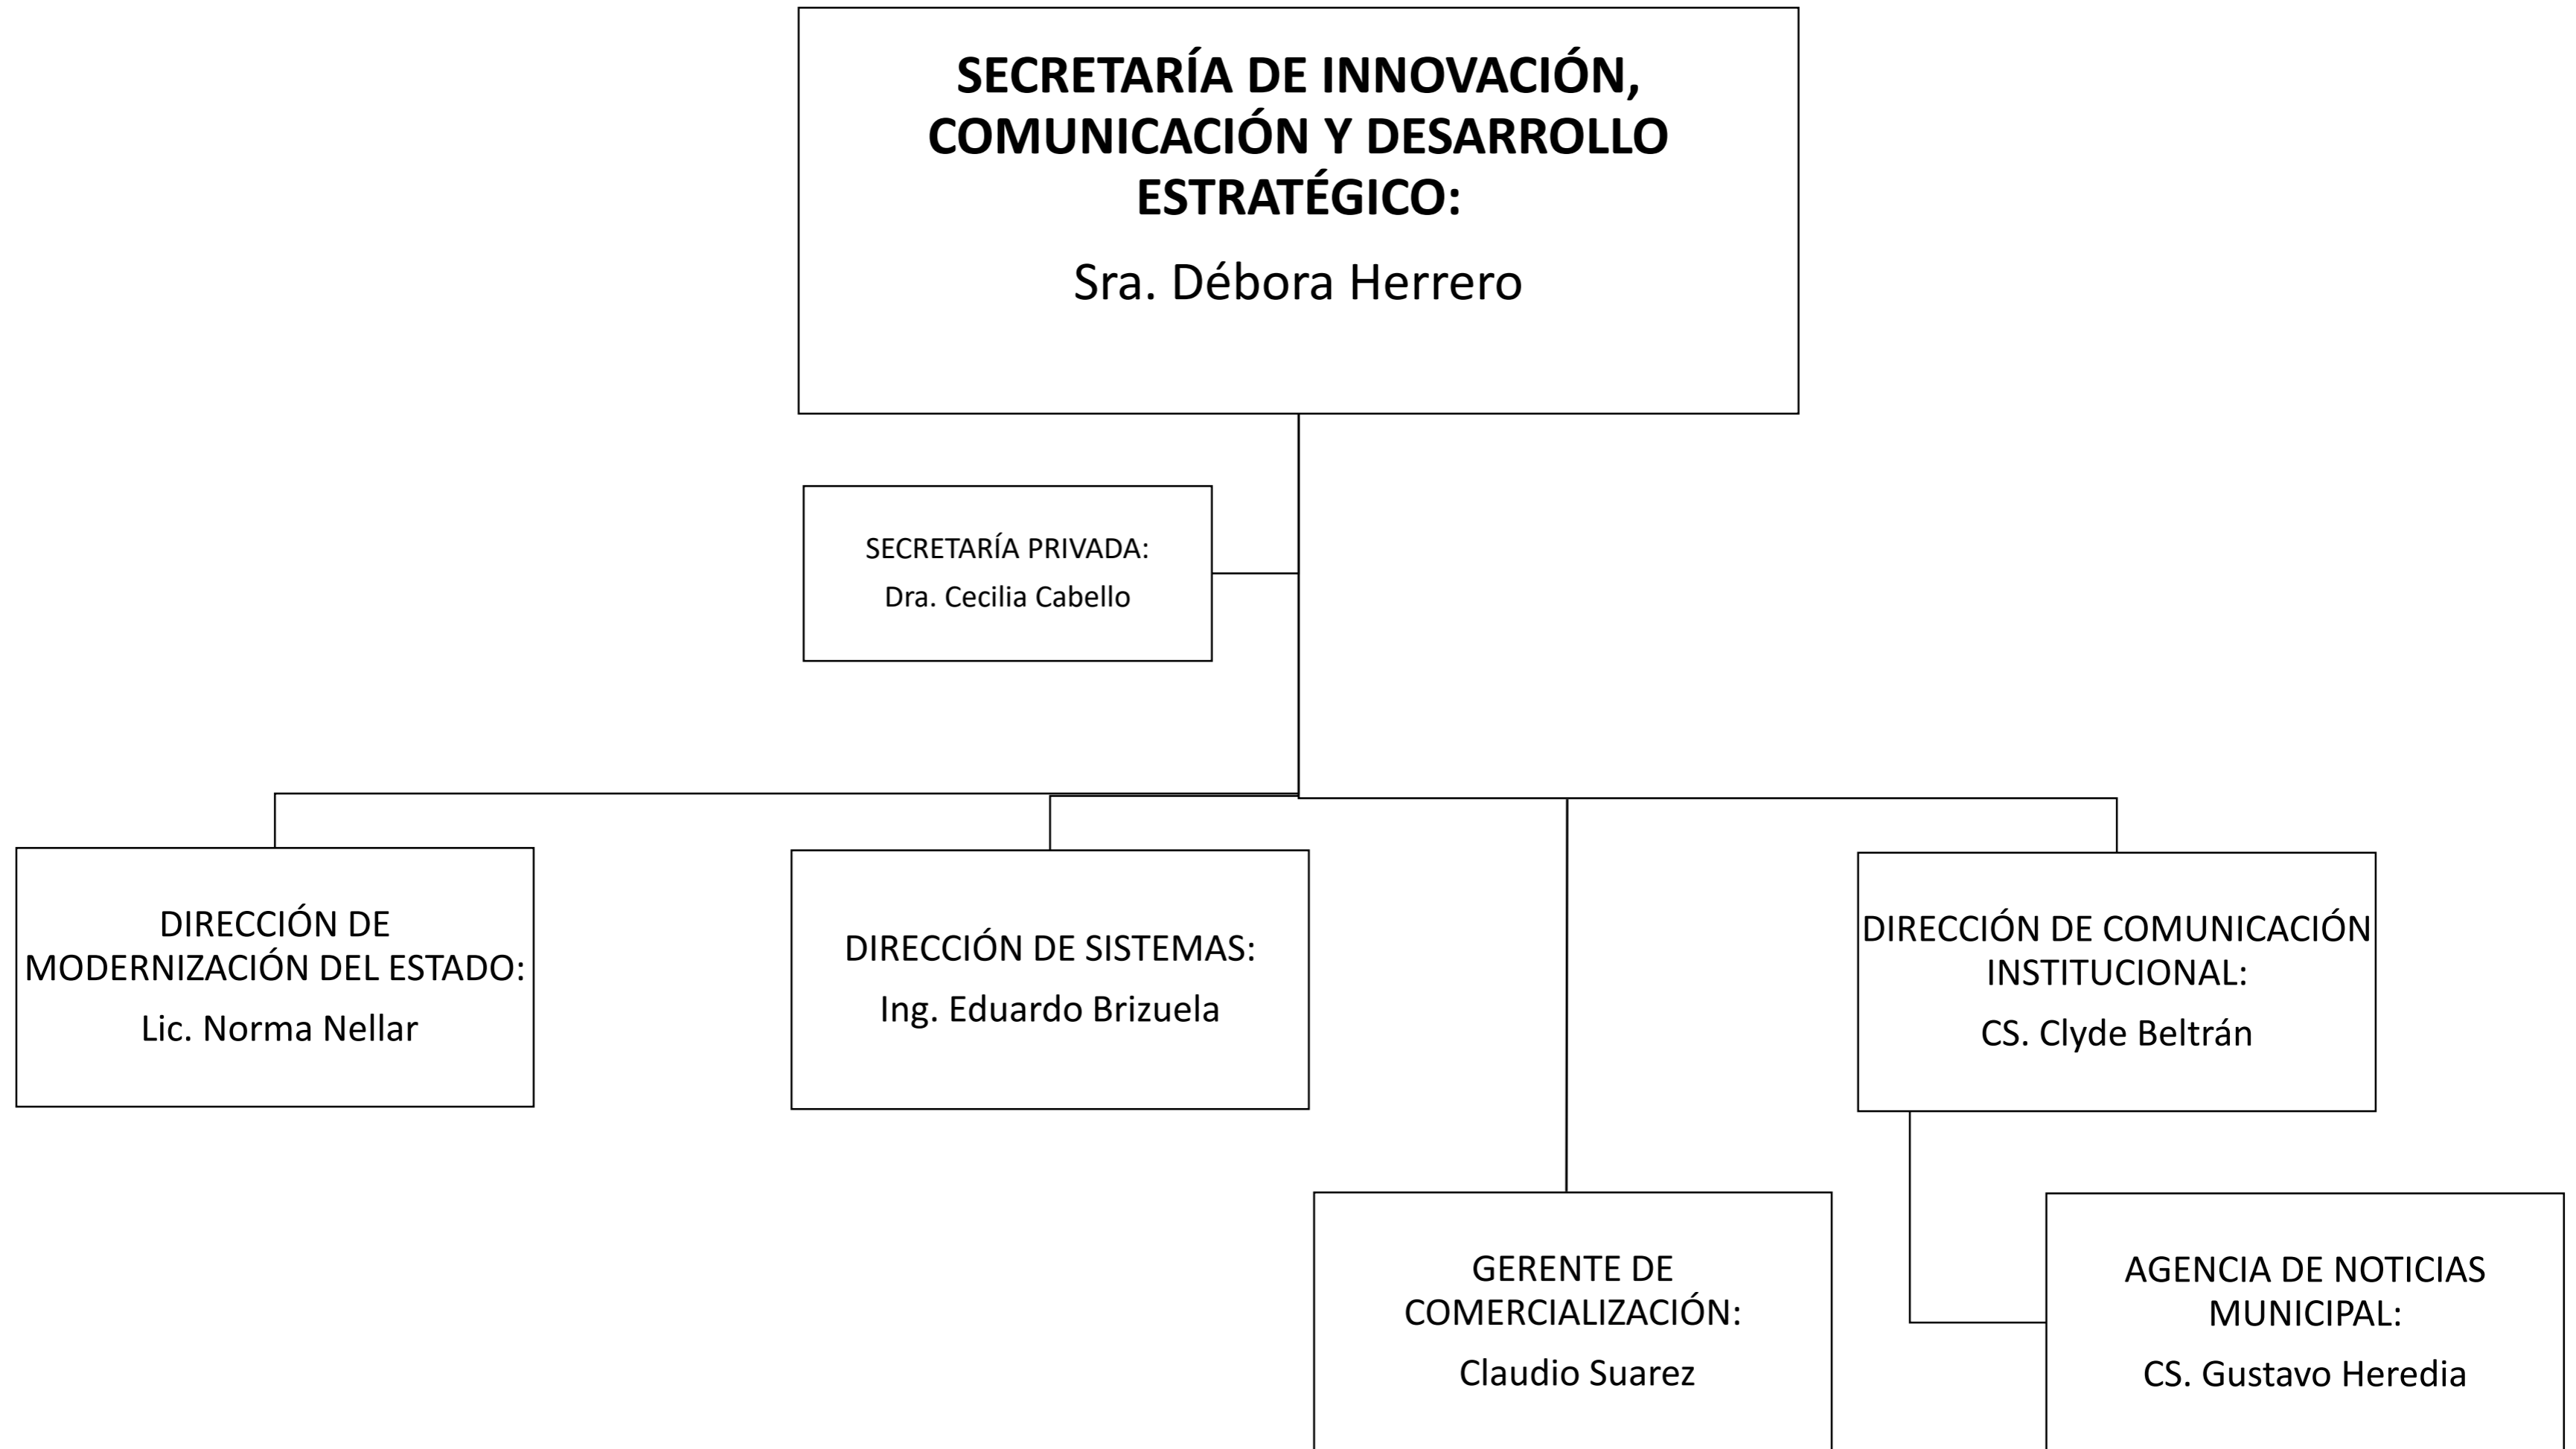 SECRETARÍA DE INNOVACIÓN,
COMUNICACIÓN Y DESARROLLO
ESTRATÉGICO:
Sra. Débora Herrero
SECRETARÍA PRIVADA:
Dra. Cecilia Cabello
DIRECCIÓN DE
MODERNIZACIÓN DEL ESTADO:
Lic. Norma Nellar
DIRECCIÓN DE SISTEMAS:
Ing. Eduardo Brizuela
DIRECCIÓN DE COMUNICACIÓN
INSTITUCIONAL:
CS. Clyde Beltrán
GERENTE DE
COMERCIALIZACIÓN:
Claudio Suarez
AGENCIA DE NOTICIAS
MUNICIPAL:
CS. Gustavo Heredia